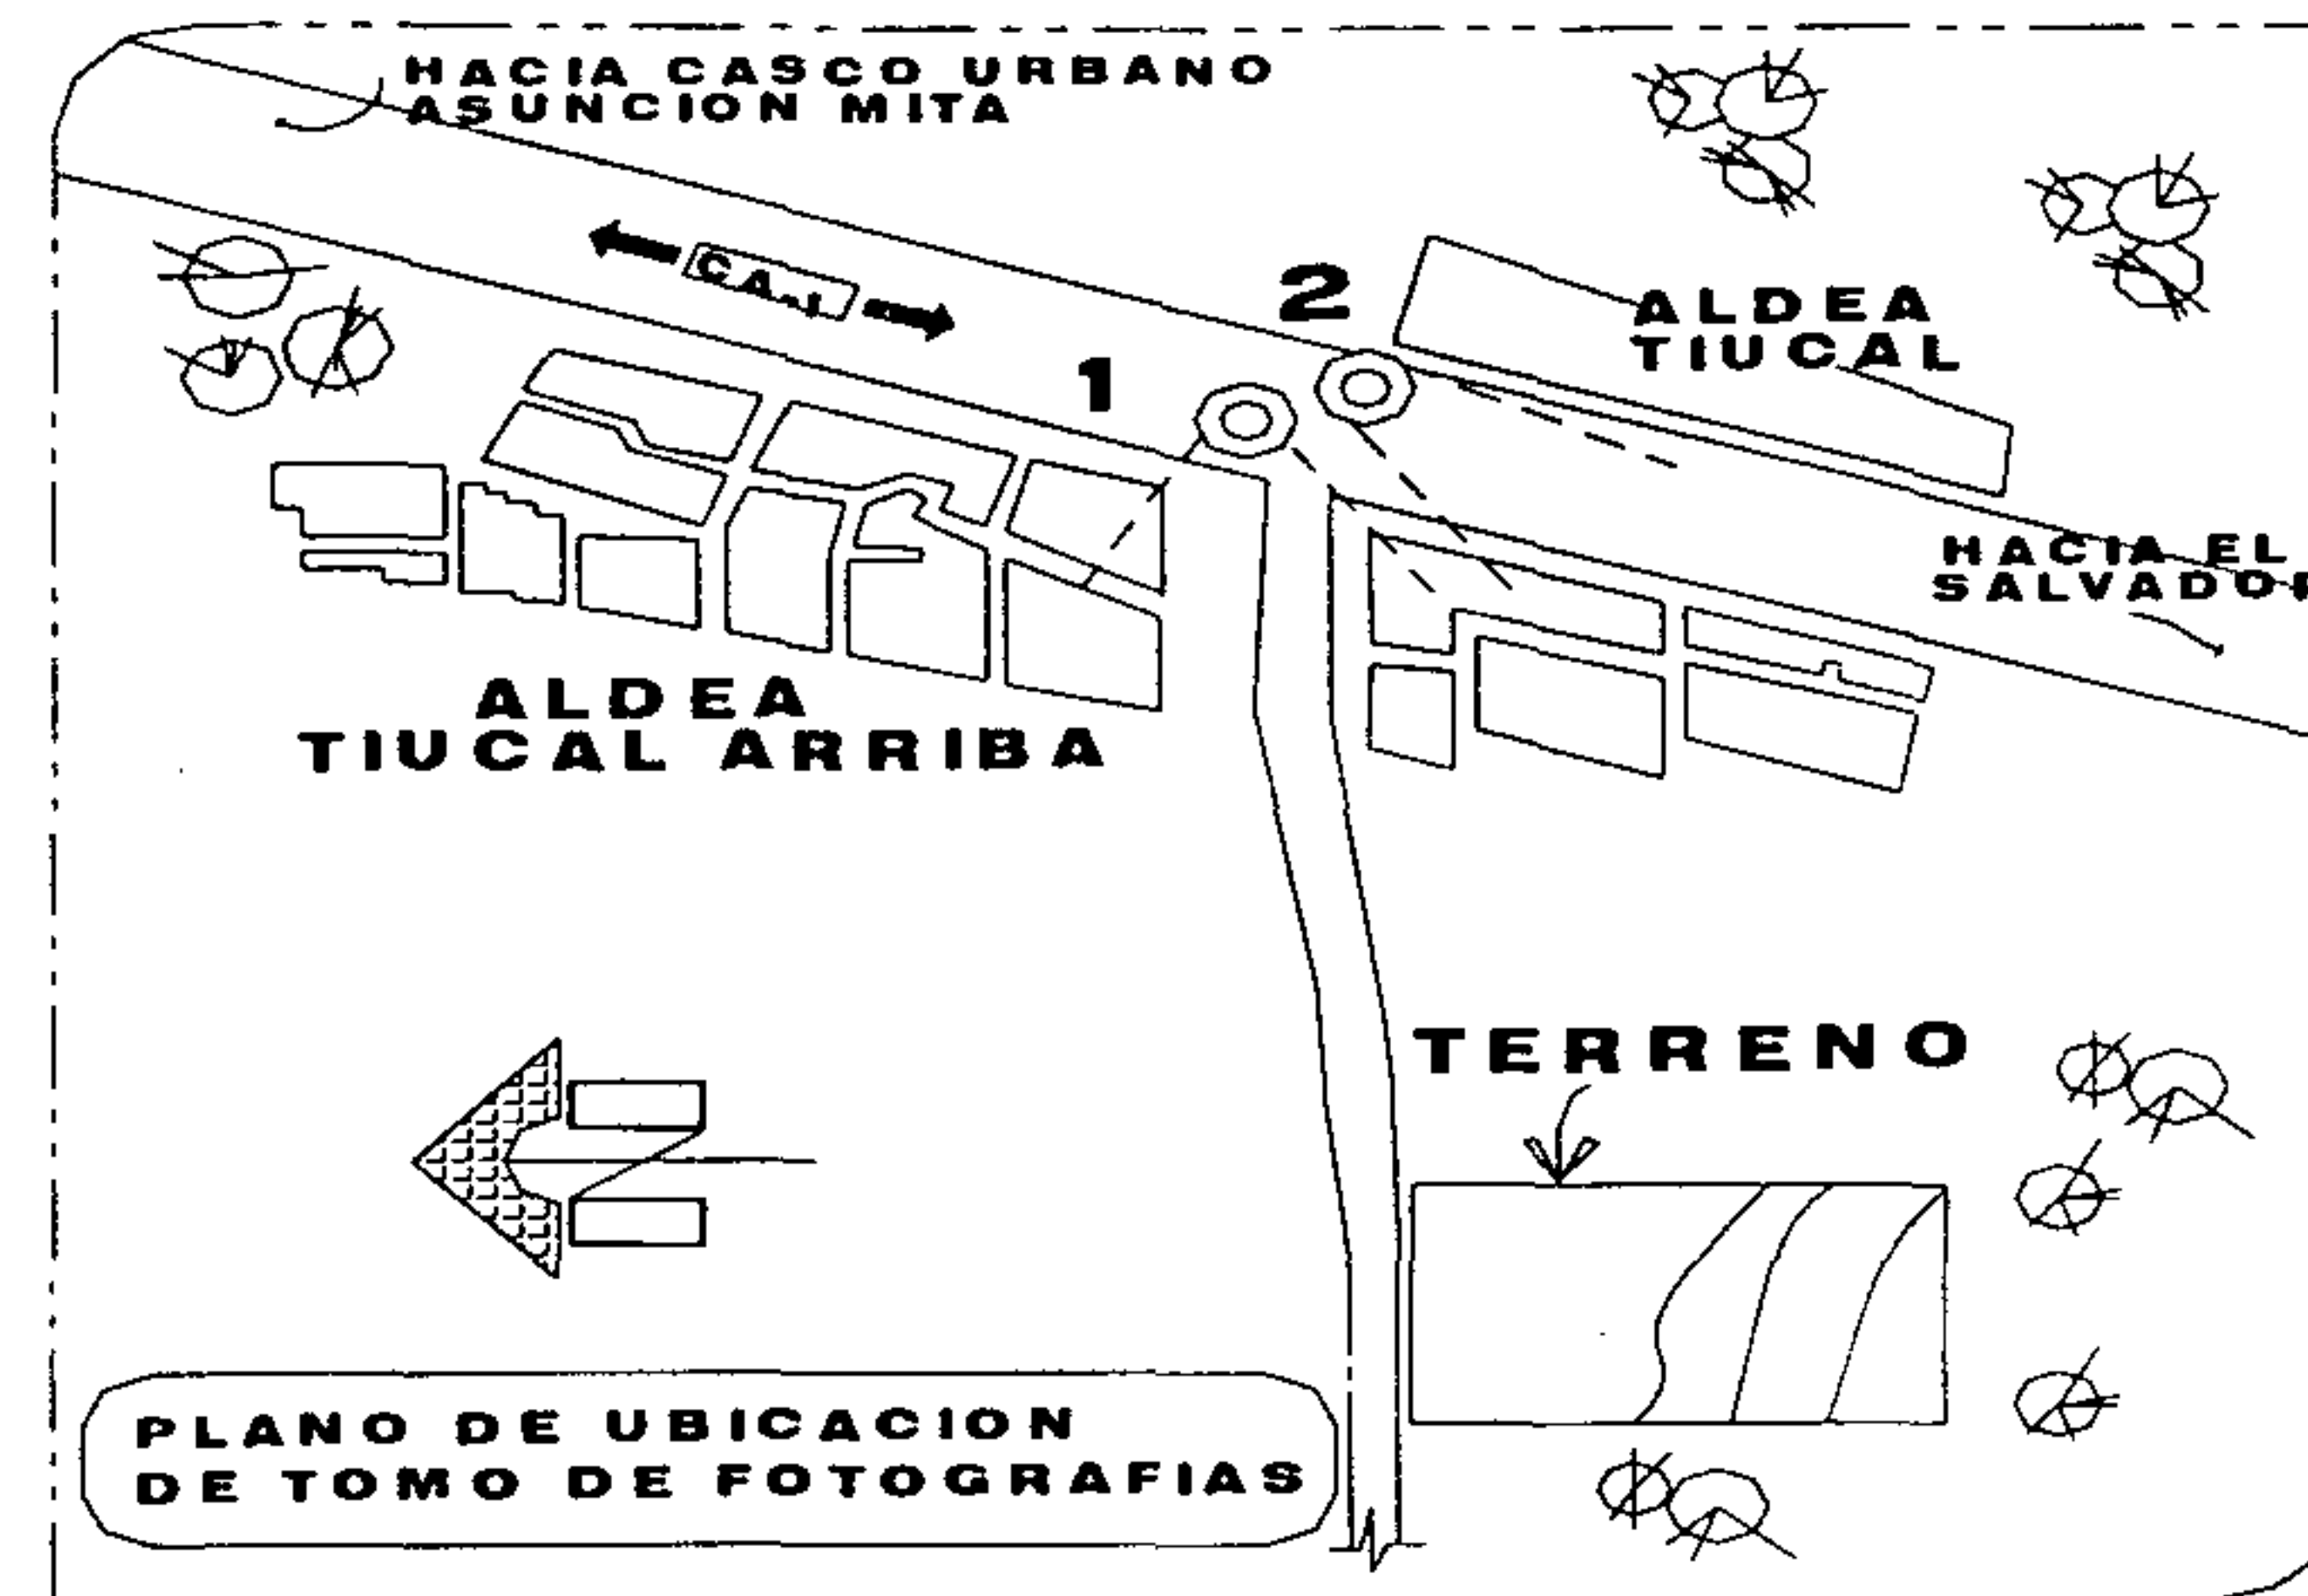 HACIA CASCO URBANO
ASUNCION MITA
CA-1
2
ALDEA
TIUCAL
1
HACIA EL
SALVADOR
ALDEA
TIUCAL ARRIBA
TERRENO
N
PLANO DE UBICACION
DE TOMO DE FOTOGRAFIAS